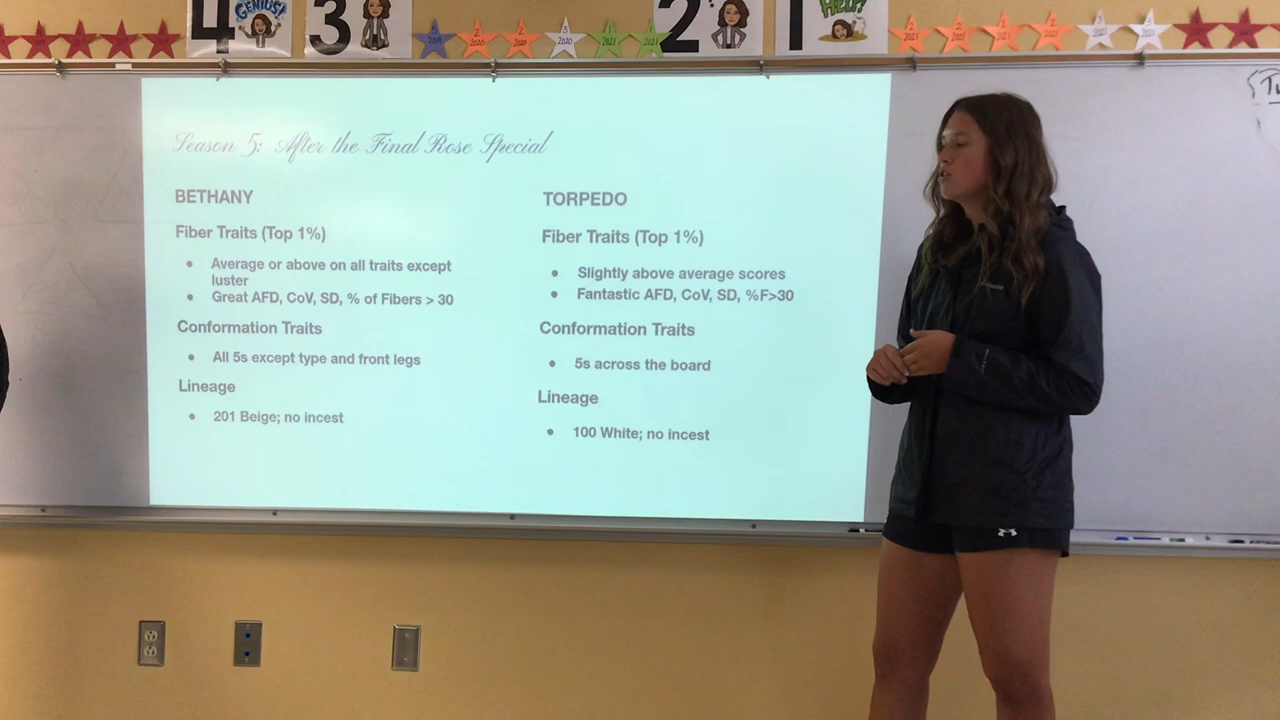 4
GENIUS!
3
2
1
HELP!
Season 5: After the Final Rose Special
BETHANY
Fiber Traits (Top 1%)
• Average or above on all traits except
luster
• Great AFD, CoV, SD, % of Fibers > 30
Conformation Traits
• All 5s except type and front legs
Lineage
• 201 Beige; no incest
TORPEDO
Fiber Traits (Top 1%)
• Slightly above average scores
• Fantastic AFD, CoV, SD, %F>30
Conformation Traits
• 5s across the board
Lineage
• 100 White; no incest
Columbia